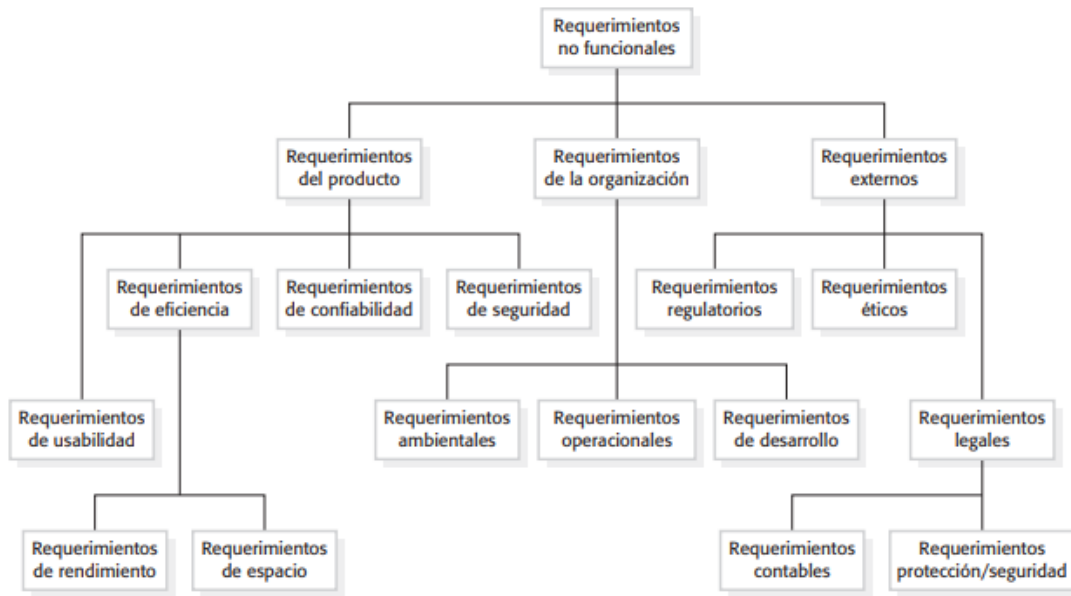 Requerimientos
no funcionales
Requerimientos
del producto
Requerimientos
de la organización
Requerimientos
externos
Requerimientos
de eficiencia
Requerimientos
de confiabilidad
Requerimientos
de seguridad
Requerimientos
regulatorios
Requerimientos
éticos
Requerimientos
de usabilidad
Requerimientos
ambientales
Requerimientos
operacionales
Requerimientos
de desarrollo
Requerimientos
legales
Requerimientos
de rendimiento
Requerimientos
de espacio
Requerimientos
contables
Requerimientos
protección/seguridad